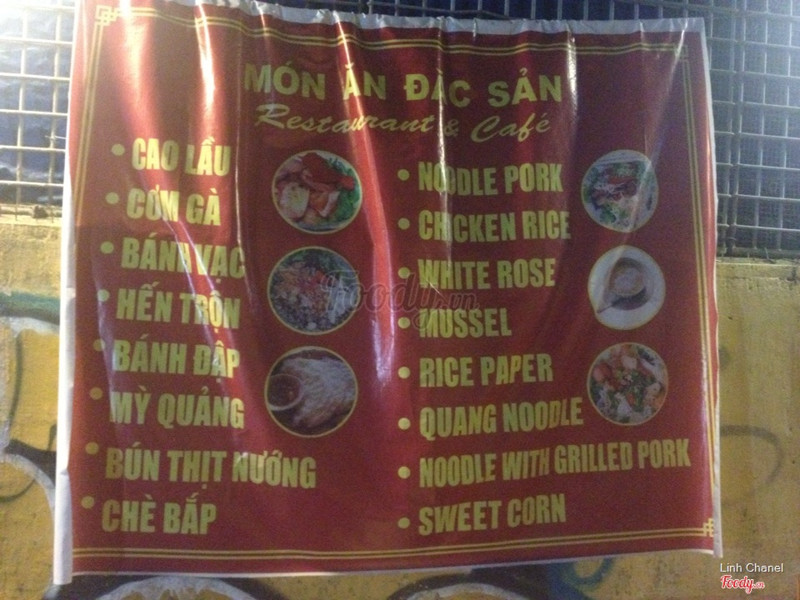 MÓN ĂN ĐẶC SẢN
Restaurant & Café
• CAO LẦU
• CƠM GÀ
• BÁNH VẠC
• HẾN TRỘN
• BÁNH ĐẬP
• MỲ QUẢNG
• BÚN THỊT NƯỚNG
• CHÈ BẮP
• NOODLE PORK
• CHICKEN RICE
• WHITE ROSE
• MUSSEL
• RICE PAPER
• QUANG NOODLE
• NOODLE WITH GRILLED PORK
• SWEET CORN
Foody.vn
Linh Chanel
Foody.vn